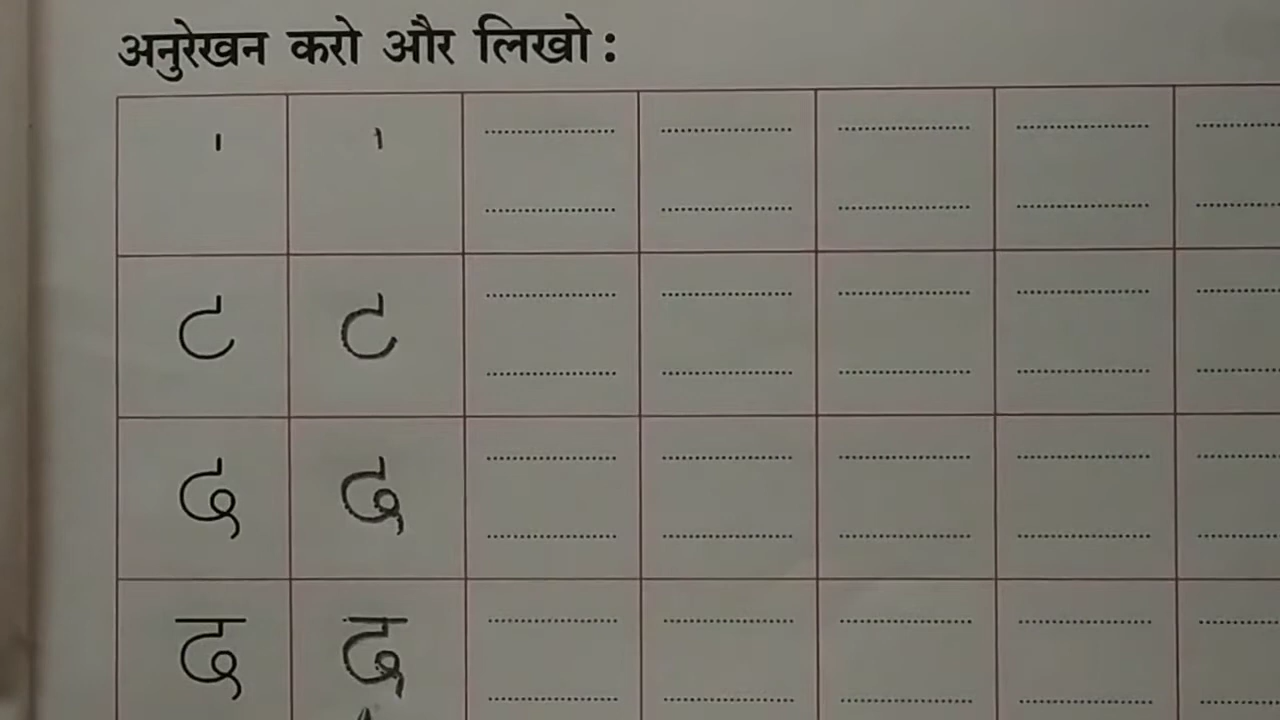 अनुरेखन करो और लिखो :
। ।
ट ट
द द
द द